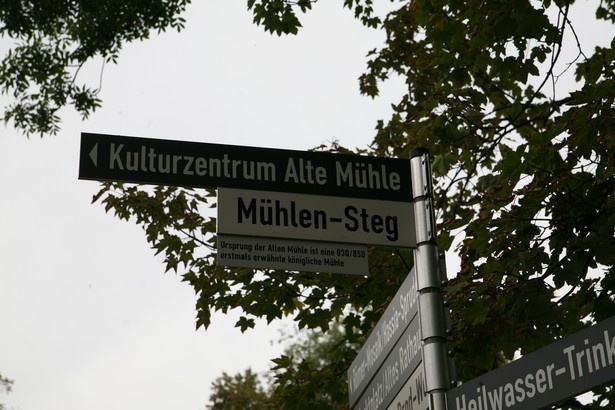 Kulturzentrum Alte Mühle
Mühlen-Steg
Ursprung der Alten Mühle ist eine 830/850
erstmals erwähnte königliche Mühle
Altes
Heilwasser-Trink